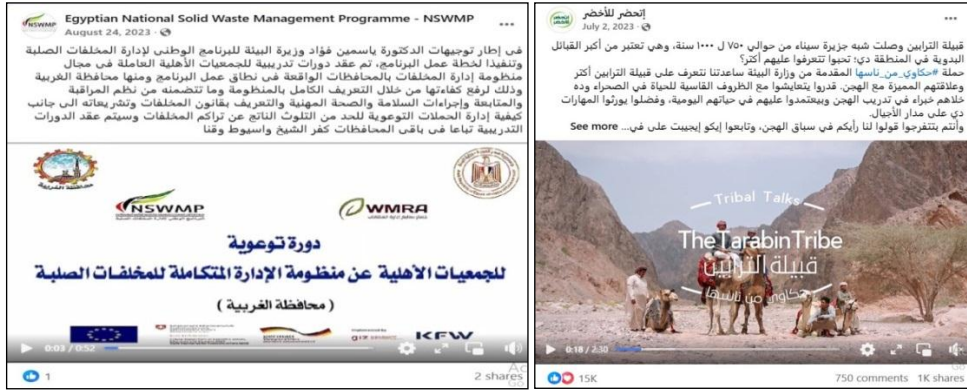 Egyptian National Solid Waste Management Programme - NSWMP
August 24, 2023
فى إطار توجيهات الدكتورة ياسمين فؤاد وزيرة البيئة للبرنامج الوطنى لإدارة المخلفات الصلبة
وتنفيذا لخطة عمل البرنامج، تم عقد دورات تدريبية للجمعيات الأهلية العاملة فى مجال
منظومة إدارة المخلفات بالمحافظات الواقعة فى نطاق عمل البرنامج ومنها محافظة الغربية
وذلك لرفع كفاءتها من خلال التعريف الكامل بالمنظومة وما تتضمنه من نظم المراقبة
والمتابعة وإجراءات السلامة والصحة المهنية والتعريف بقانون المخلفات وتشريعاته الى جانب
كيفية إدارة الحملات التوعوية للحد من التلوث الناتج عن تراكم المخلفات وسيتم عقد الدورات
التدريبية تباعا فى باقى المحافظات كفر الشيخ واسيوط وقنا
NSWMP
WMRA
دورة توعوية
للجمعيات الأهلية عن منظومة الإدارة المتكاملة للمخلفات الصلبة
( محافظة الغربية )
giz
KFW
0:03 / 0:52
1
2 shares
إتحضر للأخضر
July 2, 2023
قبيلة الترابين وصلت شبه جزيرة سيناء من حوالي ٧٥٠ ل ١٠٠٠ سنة، وهي تعتبر من أكبر القبائل
البدوية في المنطقة دي؛ تحبوا تتعرفوا عليهم أكثر؟
حملة #حكاوي_من_ناسها المقدمة من وزارة البيئة ساعدتنا نتعرف على قبيلة الترابين أكثر
وعلاقتهم المميزة مع الهجن. قدروا يتعايشوا مع الظروف القاسية للحياة في الصحراء وده
خلاهم خبراء في تدريب الهجن وبيعتمدوا عليهم في حياتهم اليومية، وفضلوا يورثوا المهارات
دي على مدار الأجيال.
وأنتم بتتفرجوا قولوا لنا رأيكم في سباق الهجن، وتابعوا إيكو إيجيبت على في... See more
Tribal Talks
The Tarabin Tribe
قبيلة الترابين
حكاوي من ناسها
0:18 / 2:30
15K
750 comments 1K shares